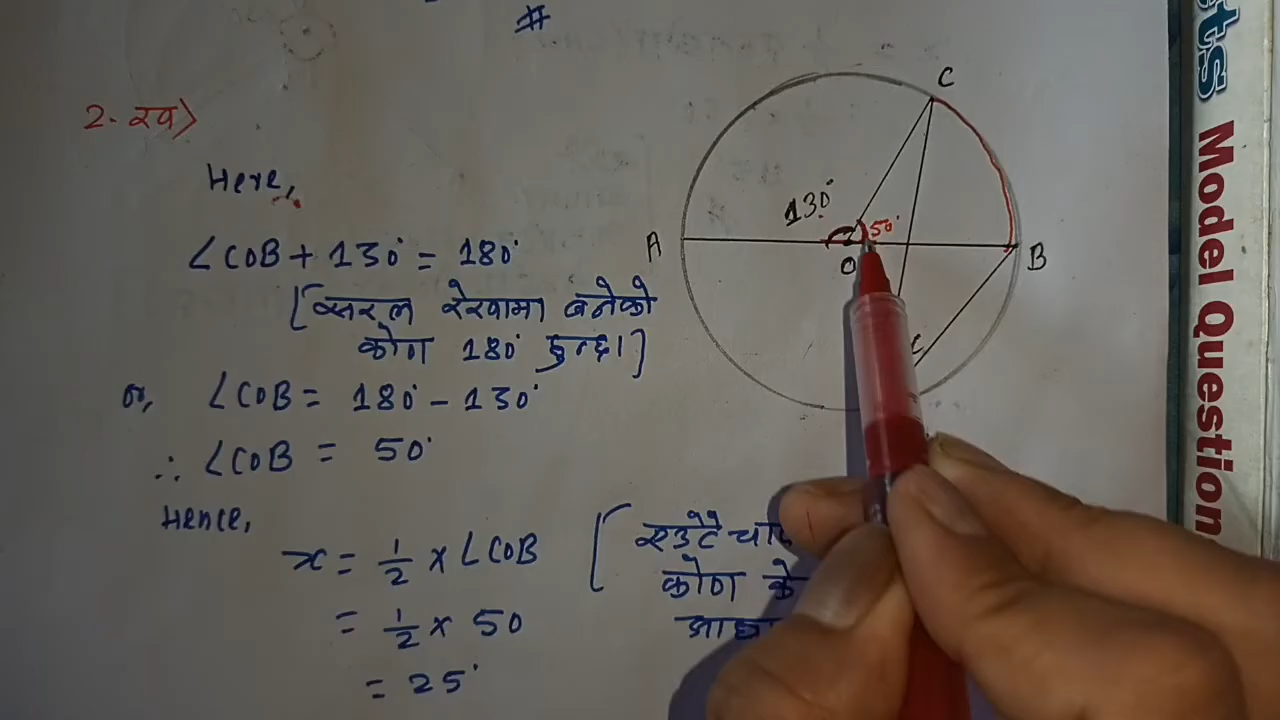 #
2. ख)
Here,
∠COB + 130° = 180°
[सरल रेखामा बनेको
कोण 180° हुन्छ।]
or, ∠COB = 180° - 130°
∴ ∠COB = 50°
Hence,
x = 1/2 × ∠COB
[एउटै
कोण
= 1/2 × 50
= 25°
C
130°
50°
A
O
B
cts Model Question